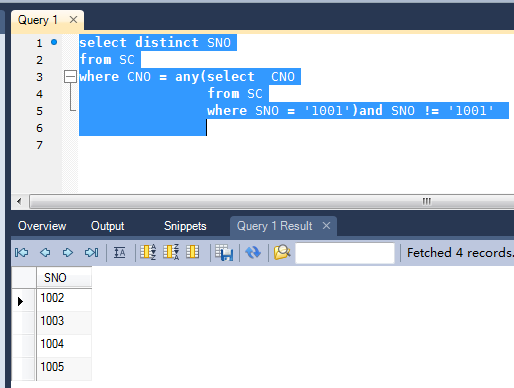 Query 1
1 select distinct SNO
2 from SC
3 where CNO = any(select  CNO
4 from SC
5 where SNO = '1001')and SNO != '1001'
6
7
Overview Output Snippets Query 1 Result
Fetched 4 records.
SNO
1002
1003
1004
1005